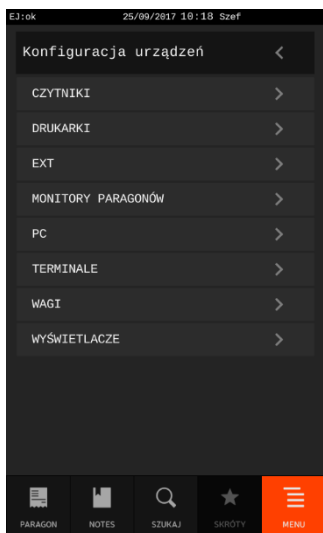 EJ:ok 25/09/2017 10:18 Szef
Konfiguracja urządzeń
CZYTNIKI
DRUKARKI
EXT
MONITORY PARAGONÓW
PC
TERMINALE
WAGI
WYŚWIETLACZE
PARAGON NOTES SZUKAJ SKRÓTY MENU